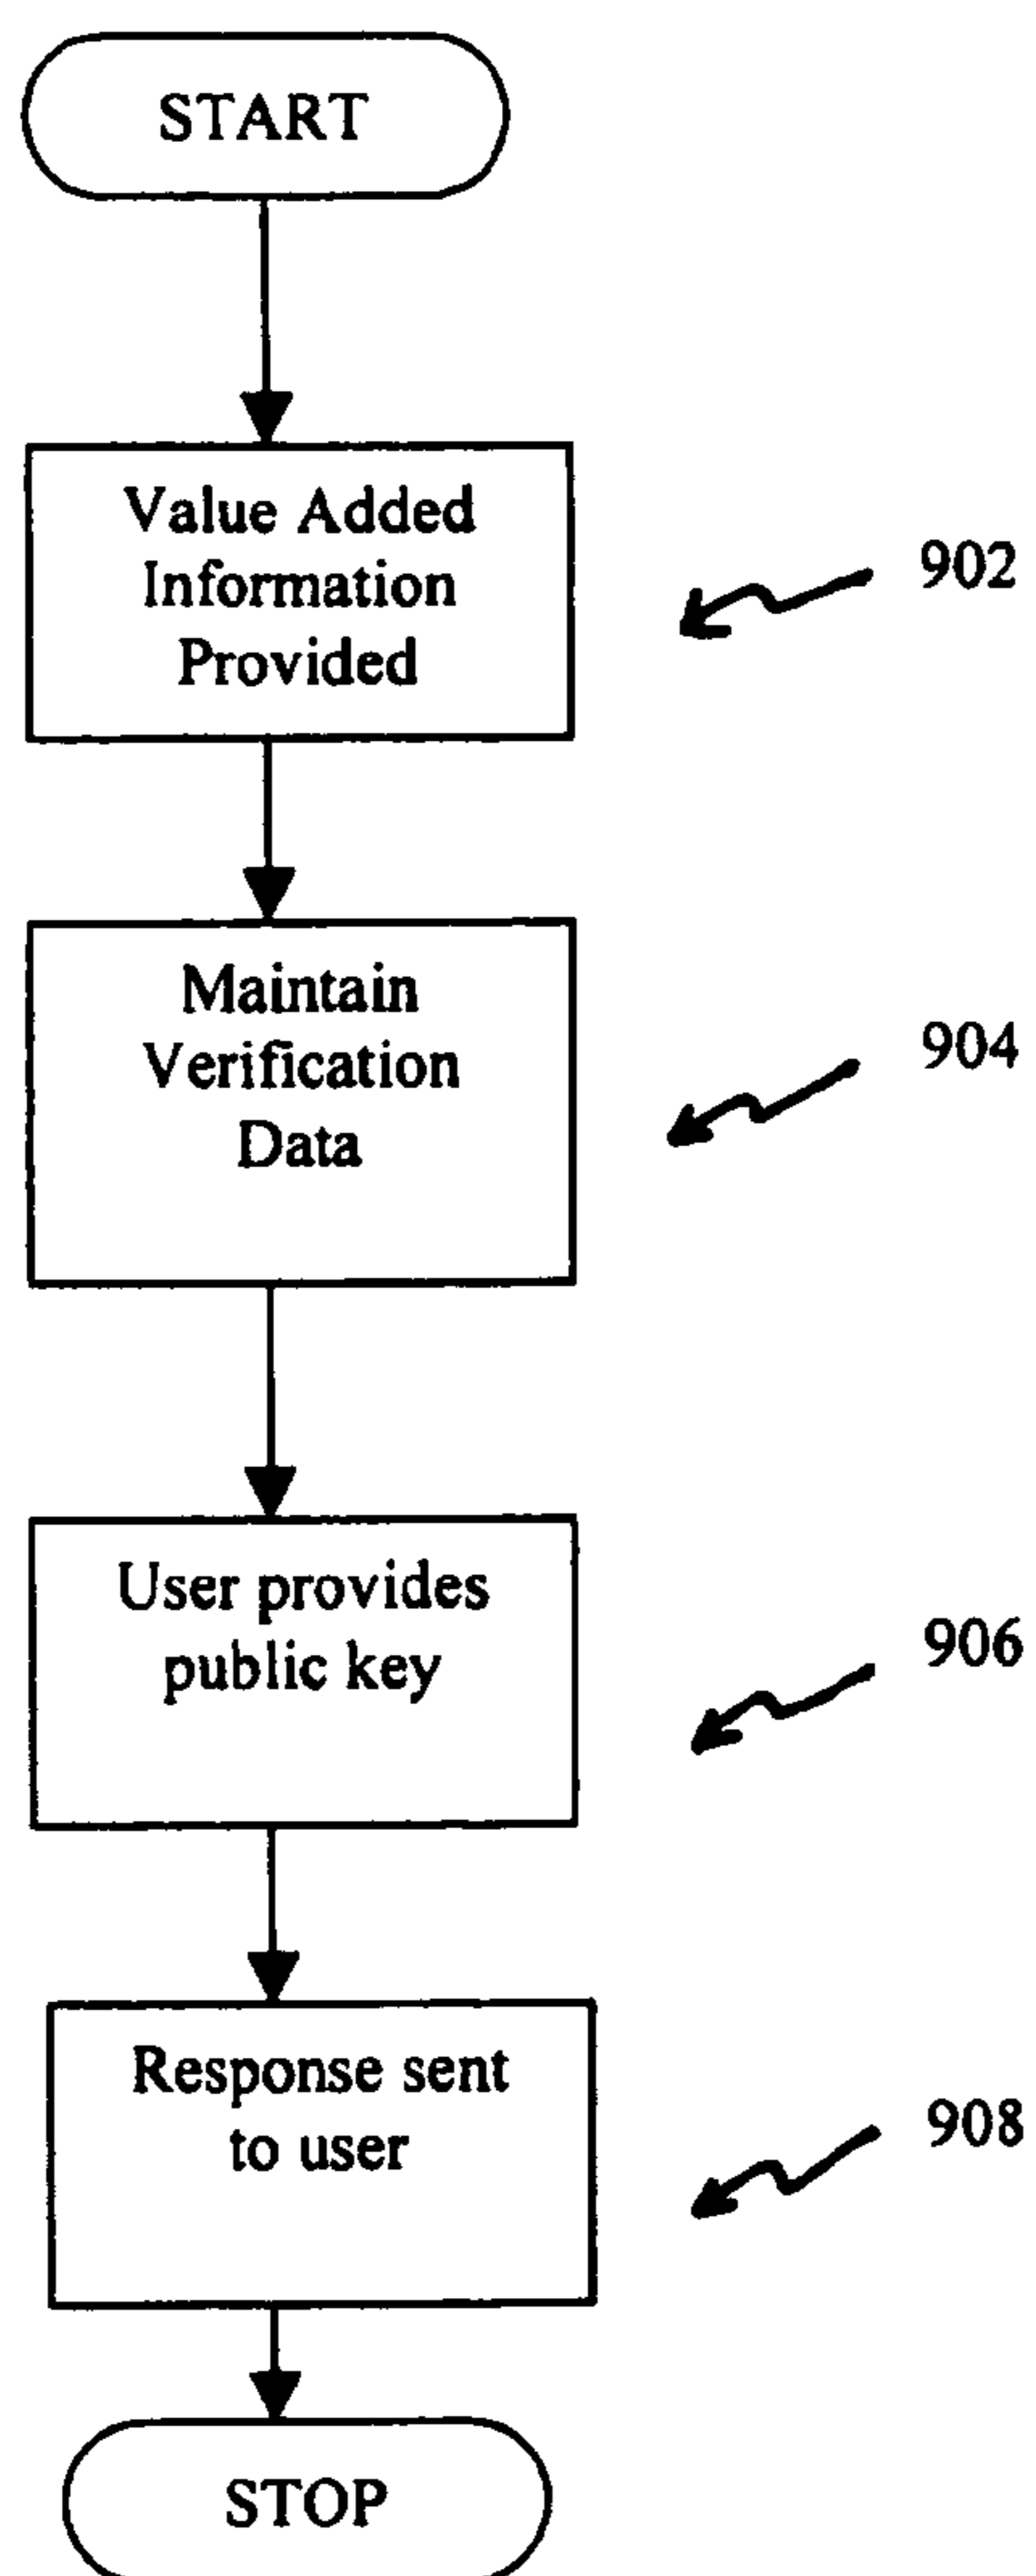 START
Value Added
Information
Provided
902
Maintain
Verification
Data
904
User provides
public key
906
Response sent
to user
908
STOP